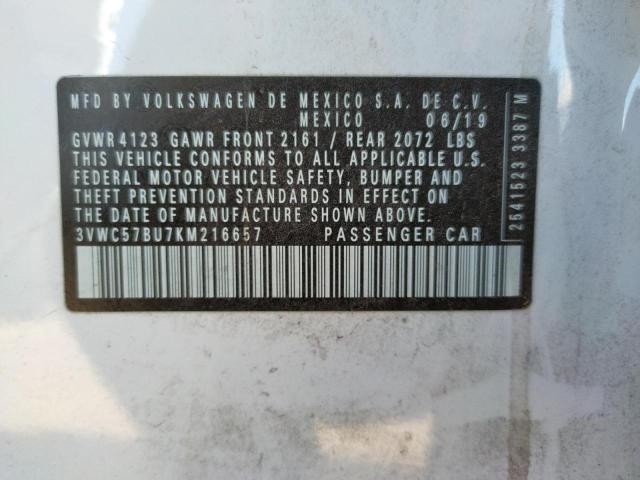 MFD BY VOLKSWAGEN DE MEXICO S.A. DE C.V.
MEXICO 06/19
GVWR 4123 GAWR FRONT 2161 / REAR 2072 LBS
THIS VEHICLE CONFORMS TO ALL APPLICABLE U.S.
FEDERAL MOTOR VEHICLE SAFETY, BUMPER AND
THEFT PREVENTION STANDARDS IN EFFECT ON
THE DATE OF MANUFACTURE SHOWN ABOVE.
3VWC57BU7KM216657 PASSENGER CAR
2541523 3387 M